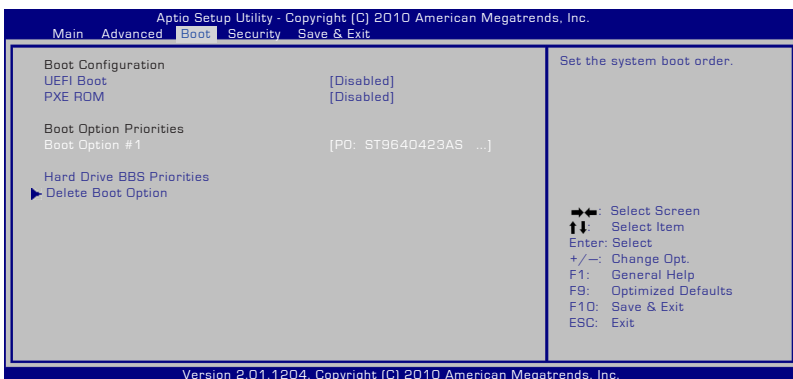 Aptio Setup Utility - Copyright (C) 2010 American Megatrends, Inc.
Main Advanced Boot Security Save & Exit
Boot Configuration
UEFI Boot [Disabled]
PXE ROM [Disabled]
Boot Option Priorities
Boot Option #1 [P0: ST9640423AS ...]
Hard Drive BBS Priorities
Delete Boot Option
Set the system boot order.
→←: Select Screen
↑↓: Select Item
Enter: Select
+/—: Change Opt.
F1: General Help
F9: Optimized Defaults
F10: Save & Exit
ESC: Exit
Version 2.01.1204. Copyright (C) 2010 American Megatrends, Inc.